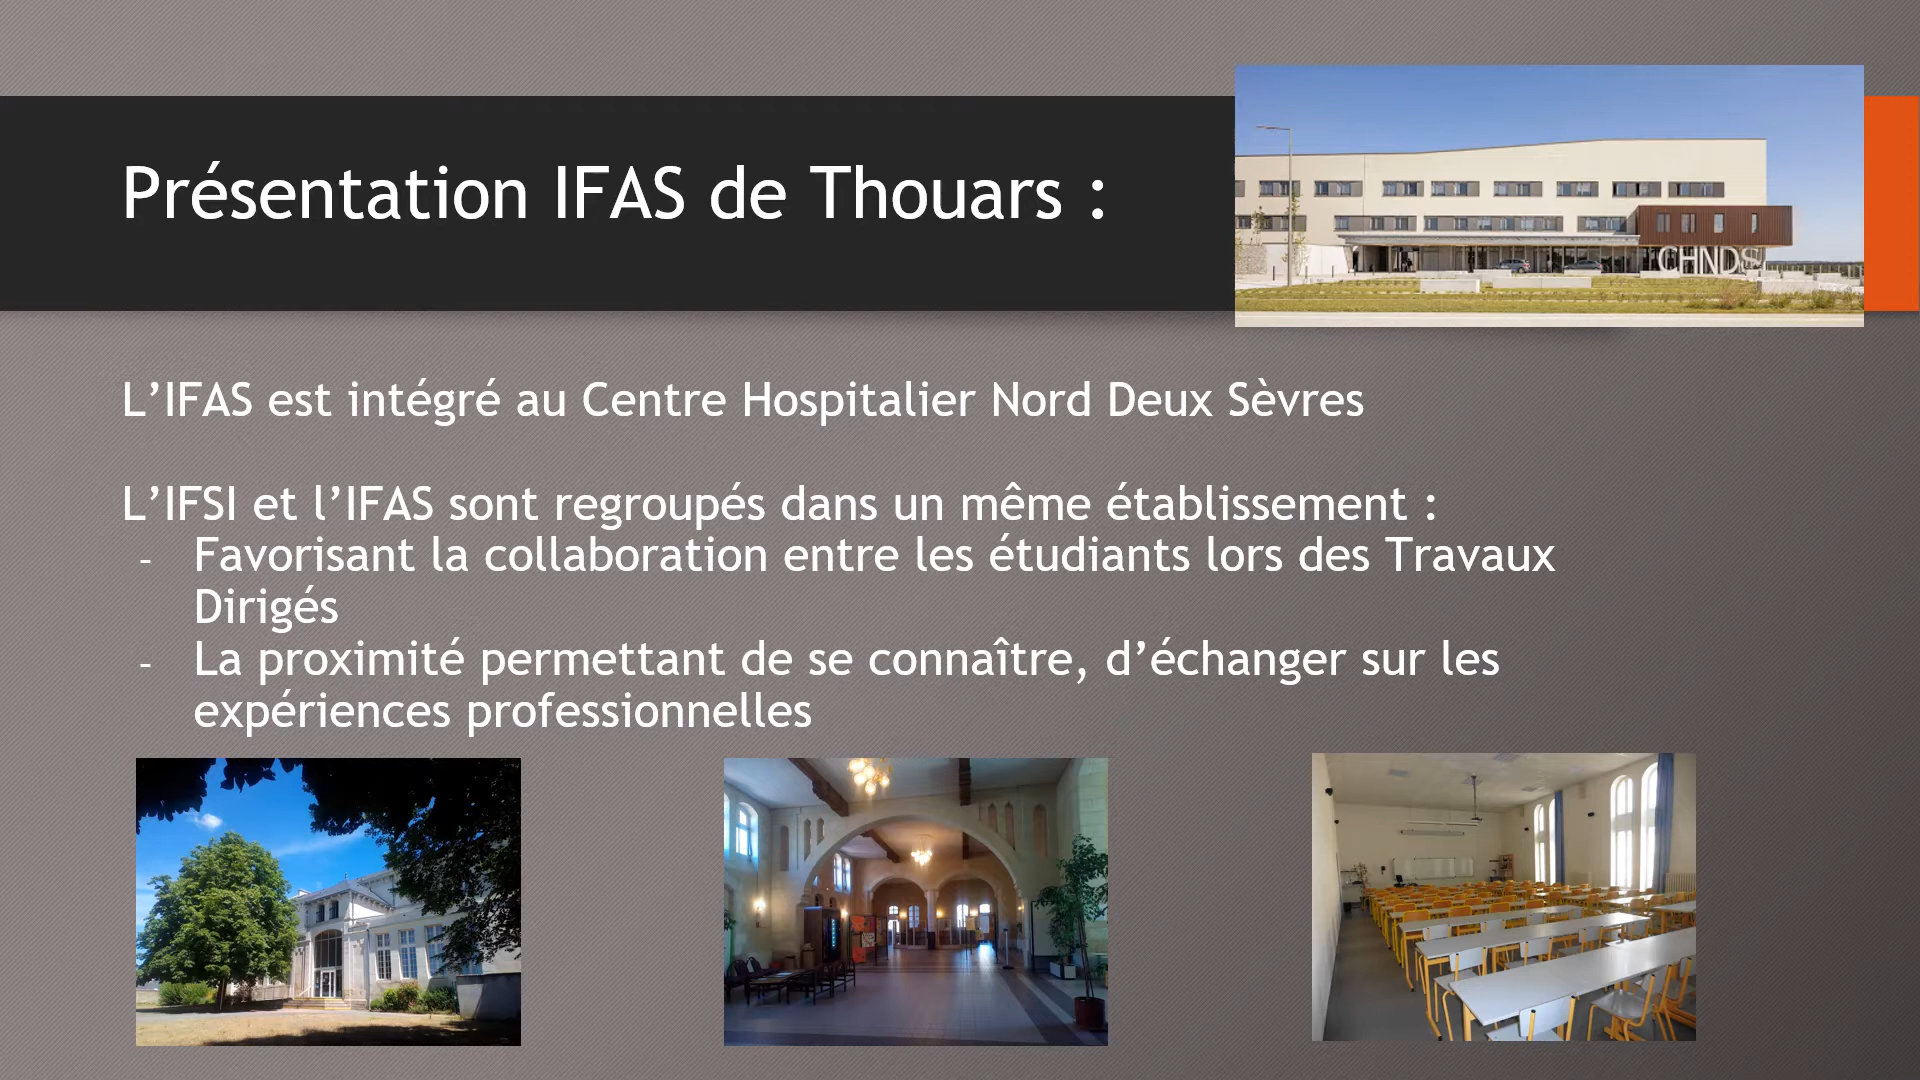 Présentation IFAS de Thouars :
CHNDS
L’IFAS est intégré au Centre Hospitalier Nord Deux Sèvres
L’IFSI et l’IFAS sont regroupés dans un même établissement :
- Favorisant la collaboration entre les étudiants lors des Travaux
Dirigés
- La proximité permettant de se connaître, d’échanger sur les
expériences professionnelles